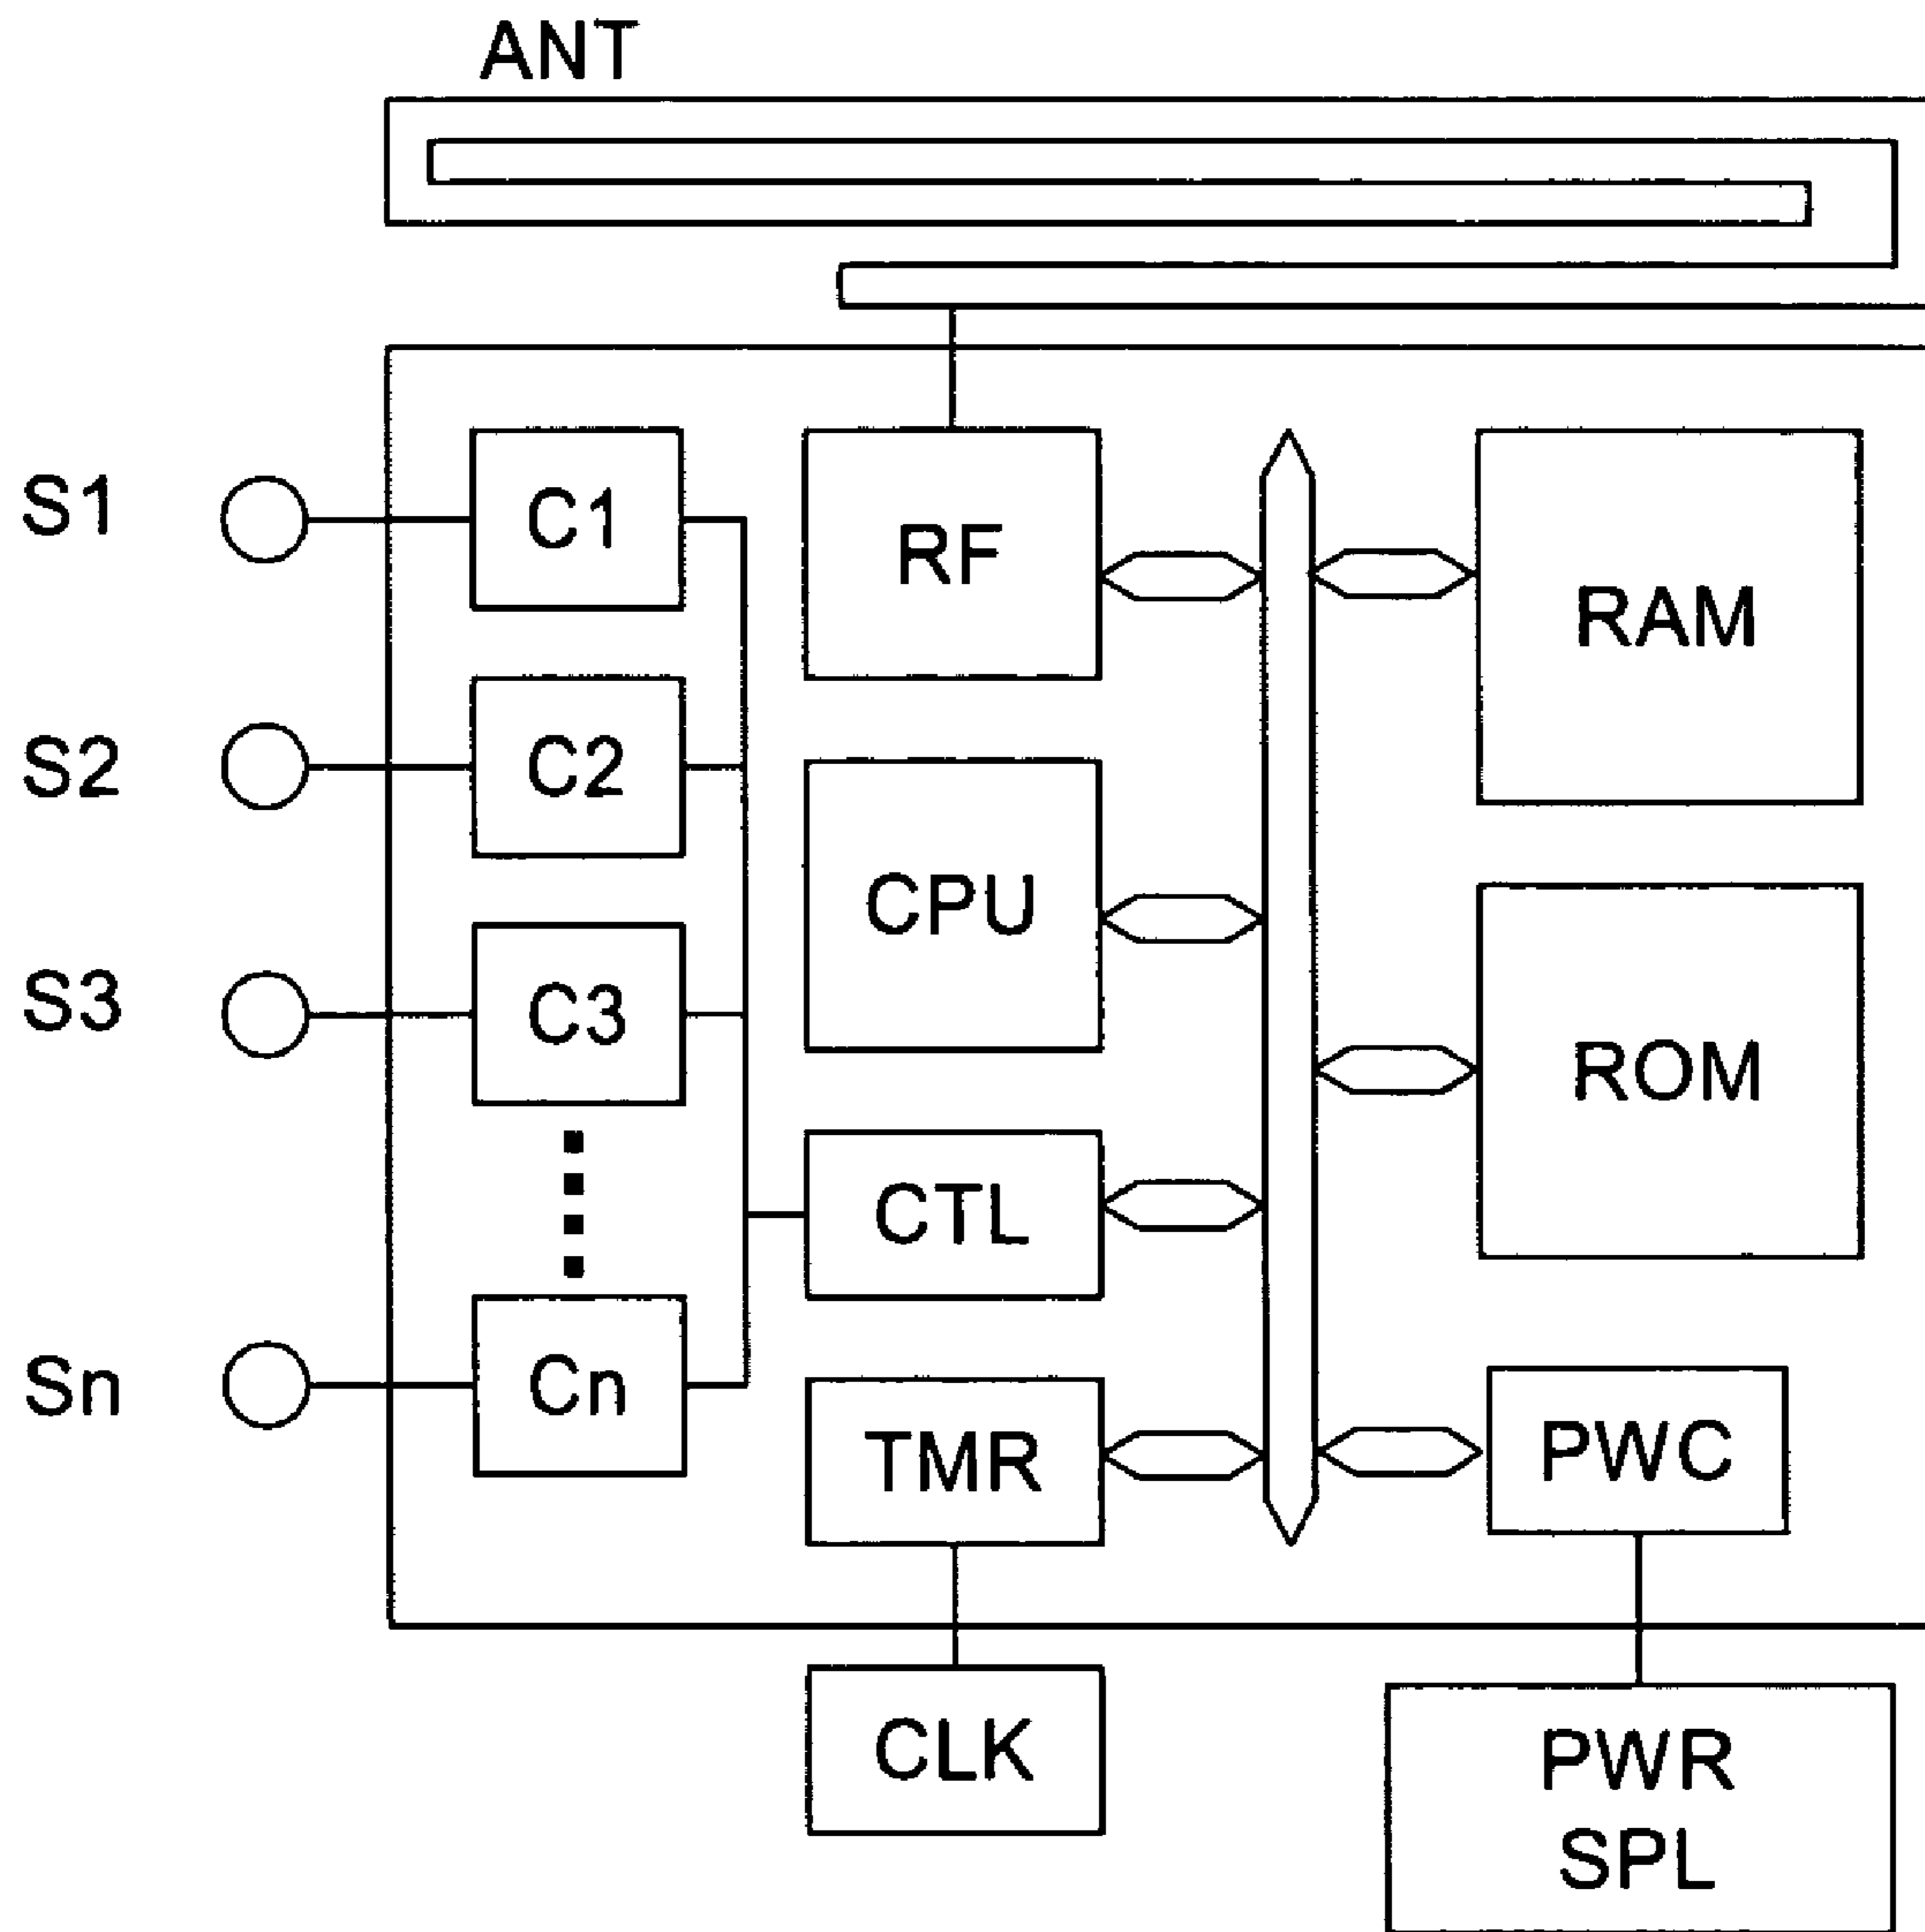 ANT
S1
C1
RF
RAM
S2
C2
CPU
S3
C3
ROM
CTL
Sn
Cn
TMR
PWC
CLK
PWR
SPL